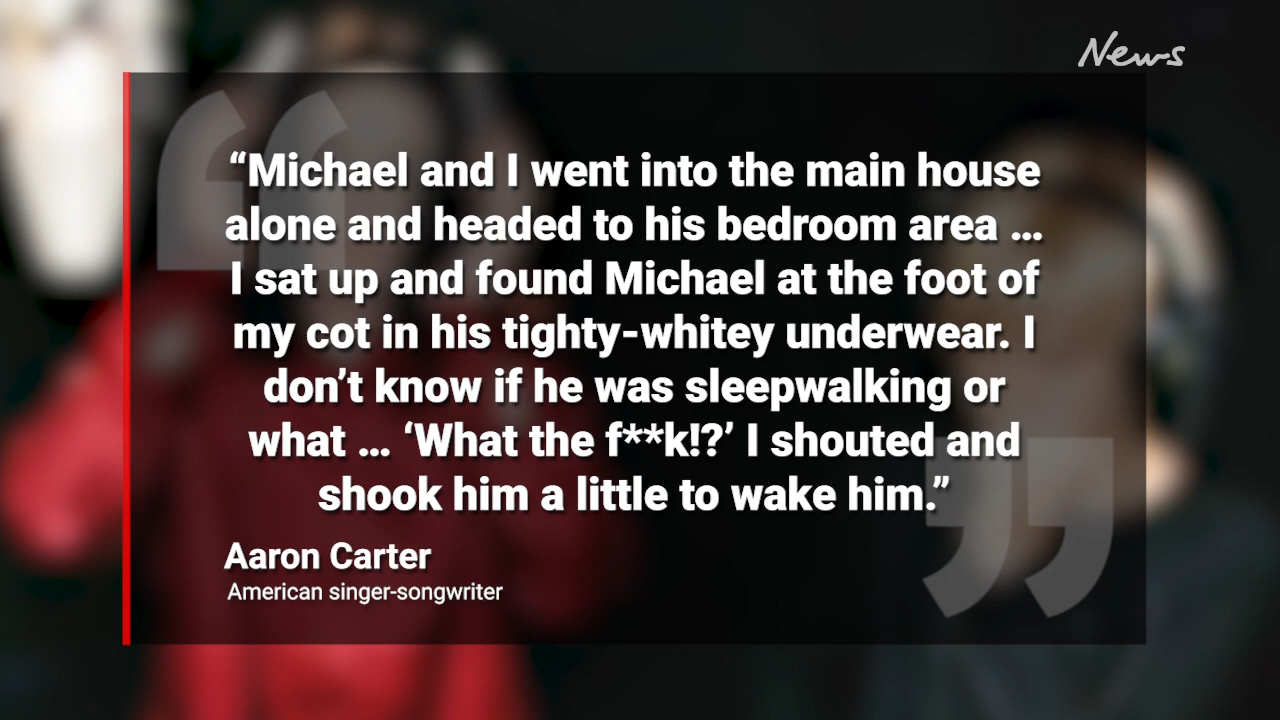 News
“Michael and I went into the main house
alone and headed to his bedroom area ...
I sat up and found Michael at the foot of
my cot in his tighty-whitey underwear. I
don’t know if he was sleepwalking or
what ... ‘What the f**k!?’ I shouted and
shook him a little to wake him.”
Aaron Carter
American singer-songwriter